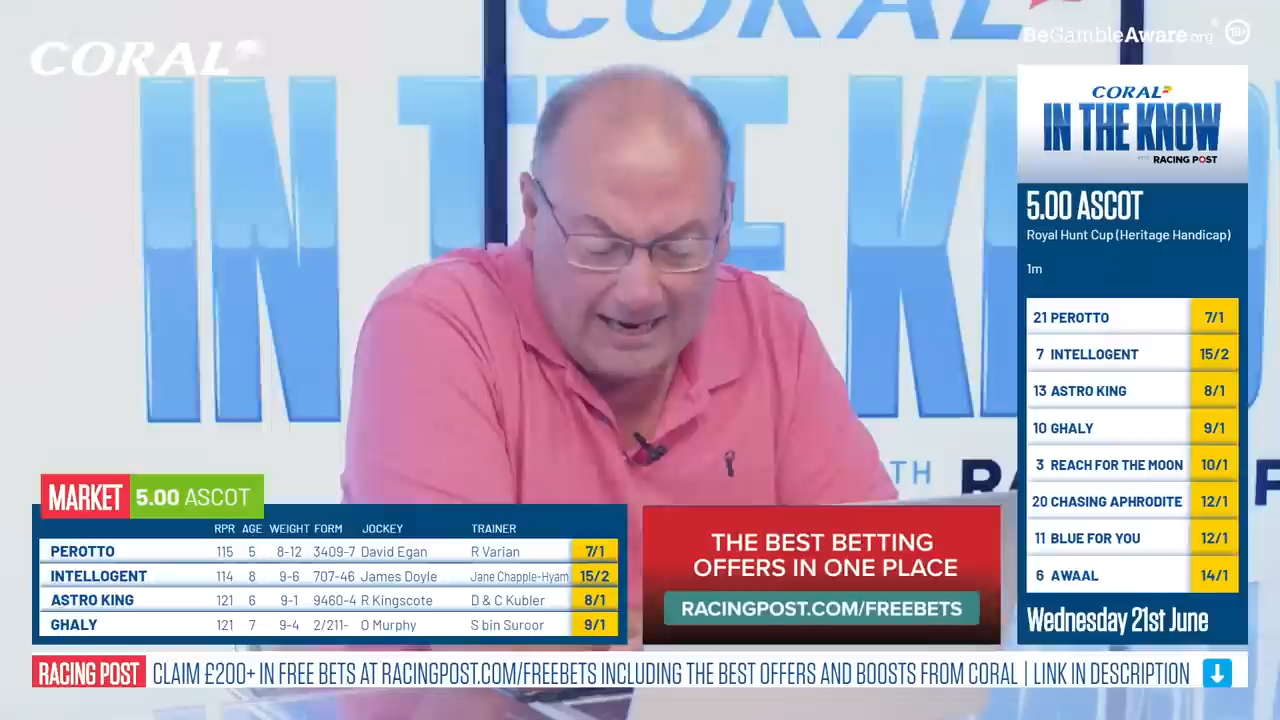 CORAL
CORAL
BeGambleAware.org®
18+
IN THE KNOW
CORAL
IN THE KNOW
WITH RACING POST
5.00 ASCOT
Royal Hunt Cup (Heritage Handicap)
1m
21 PEROTTO 7/1
7 INTELLOGENT 15/2
13 ASTRO KING 8/1
10 GHALY 9/1
3 REACH FOR THE MOON 10/1
20 CHASING APHRODITE 12/1
11 BLUE FOR YOU 12/1
6 AWAAL 14/1
Wednesday 21st June
MARKET 5.00 ASCOT
RPR AGE WEIGHT FORM JOCKEY TRAINER
PEROTTO 115 5 8-12 3409-7 David Egan R Varian 7/1
INTELLOGENT 114 8 9-6 707-46 James Doyle Jane Chapple-Hyam 15/2
ASTRO KING 121 6 9-1 9460-4 R Kingscote D & C Kubler 8/1
GHALY 121 7 9-4 2/211- O Murphy S bin Suroor 9/1
THE BEST BETTING
OFFERS IN ONE PLACE
RACINGPOST.COM/FREEBETS
RACING POST CLAIM £200+ IN FREE BETS AT RACINGPOST.COM/FREEBETS INCLUDING THE BEST OFFERS AND BOOSTS FROM CORAL | LINK IN DESCRIPTION